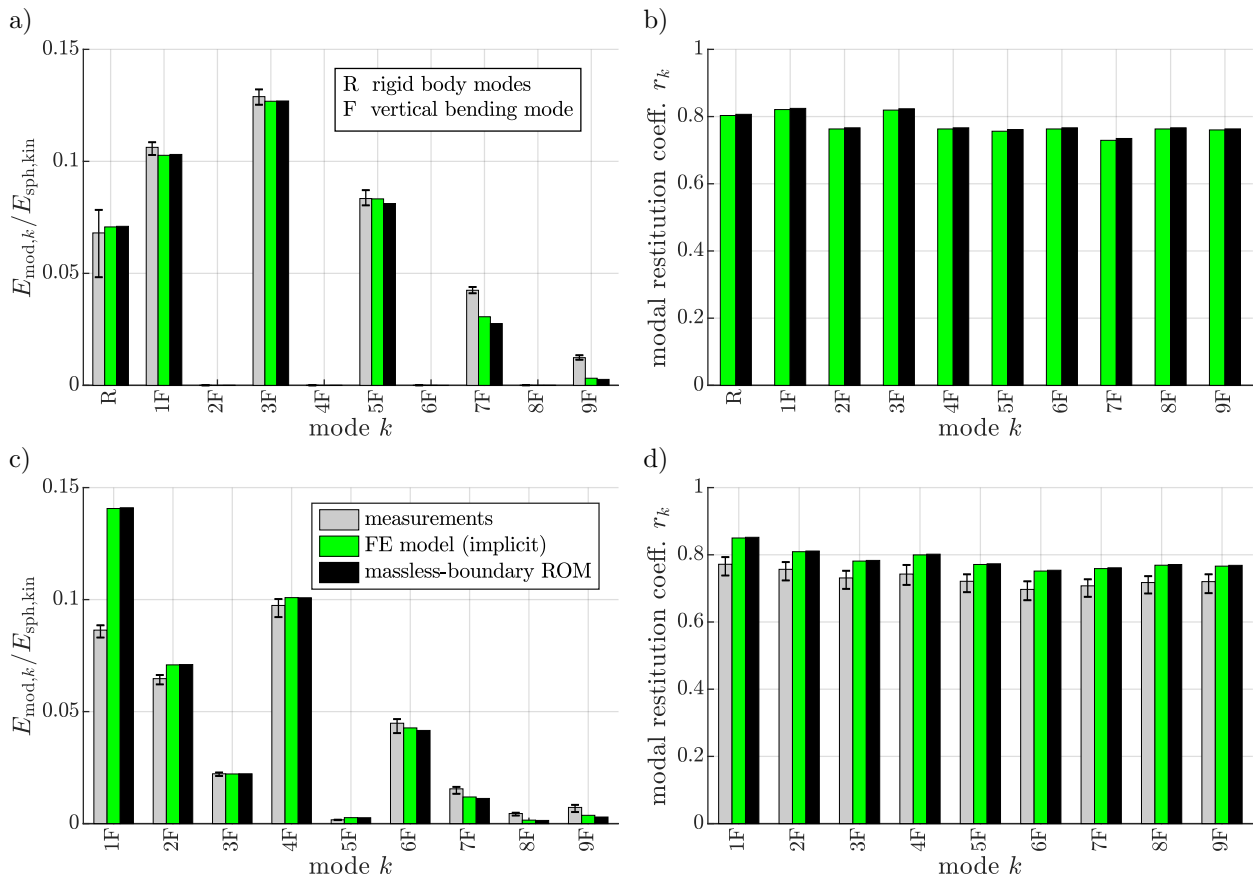 a)
0.15
0.1
0.05
0
E_mod,k/E_sph,kin
R rigid body modes
F vertical bending mode
R 1F 2F 3F 4F 5F 6F 7F 8F 9F
mode k
b)
1
0.8
0.6
0.4
0.2
0
modal restitution coeff. r_k
R 1F 2F 3F 4F 5F 6F 7F 8F 9F
mode k
c)
0.15
0.1
0.05
0
E_mod,k/E_sph,kin
measurements
FE model (implicit)
massless-boundary ROM
1F 2F 3F 4F 5F 6F 7F 8F 9F
mode k
d)
1
0.8
0.6
0.4
0.2
0
modal restitution coeff. r_k
1F 2F 3F 4F 5F 6F 7F 8F 9F
mode k